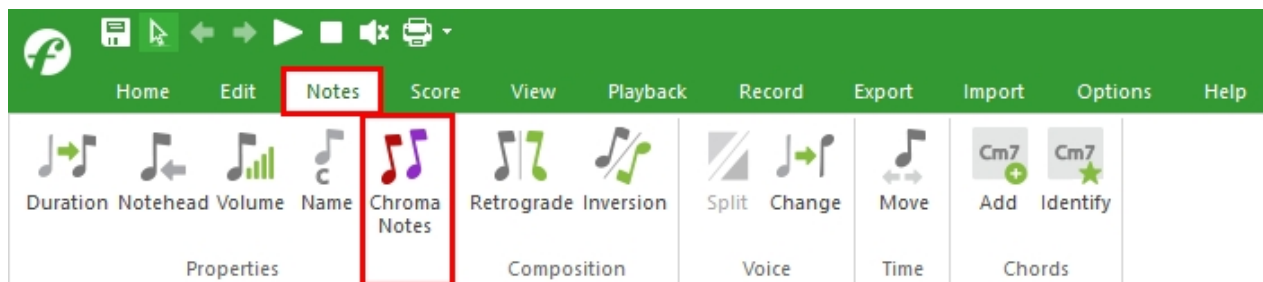 Home Edit Notes Score View Playback Record Export Import Options Help
C Cm7 Cm7
Duration Notehead Volume Name Chroma Notes Retrograde Inversion Split Change Move Add Identify
Properties Composition Voice Time Chords